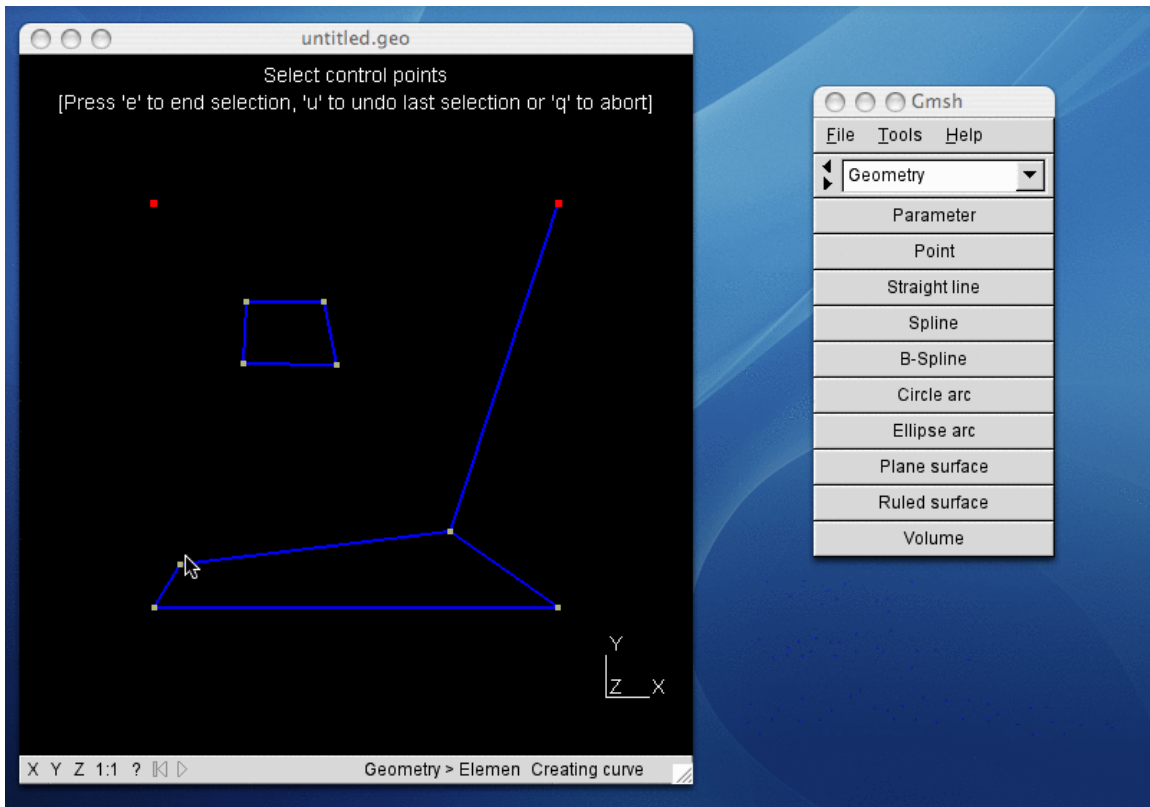 untitled.geo
Select control points
[Press 'e' to end selection, 'u' to undo last selection or 'q' to abort]
Y
Z X
X Y Z 1:1 ? Geometry > Elemen Creating curve
Gmsh
File Tools Help
Geometry
Parameter
Point
Straight line
Spline
B-Spline
Circle arc
Ellipse arc
Plane surface
Ruled surface
Volume